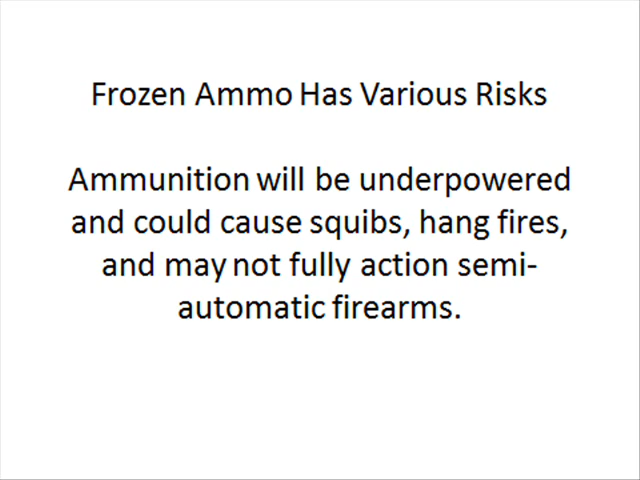 Frozen Ammo Has Various Risks
Ammunition will be underpowered
and could cause squibs, hang fires,
and may not fully action semi-
automatic firearms.